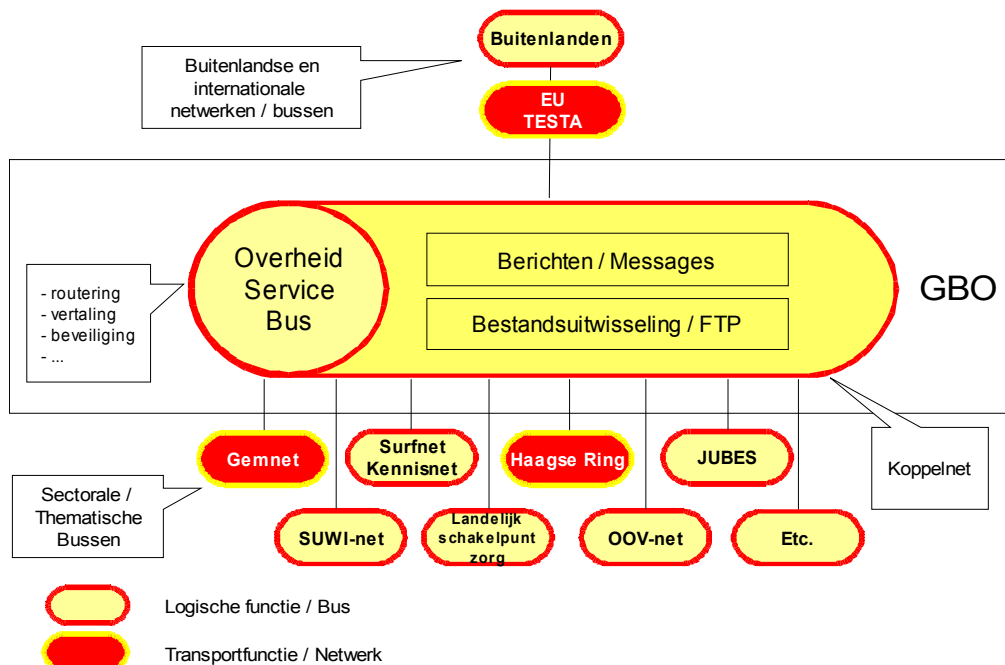 Buitenlanden
Buitenlandse en
internationale
netwerken / bussen
EU
TESTA
Overheid
Service
Bus
Berichten / Messages
Bestandsuitwisseling / FTP
GBO
- routering
- vertaling
- beveiliging
- ...
Gemnet
Surfnet
Kennisnet
Haagse Ring
JUBES
Koppelnet
Sectorale /
Thematische
Bussen
SUWI-net
Landelijk
schakelpunt
zorg
OOV-net
Etc.
Logische functie / Bus
Transportfunctie / Netwerk